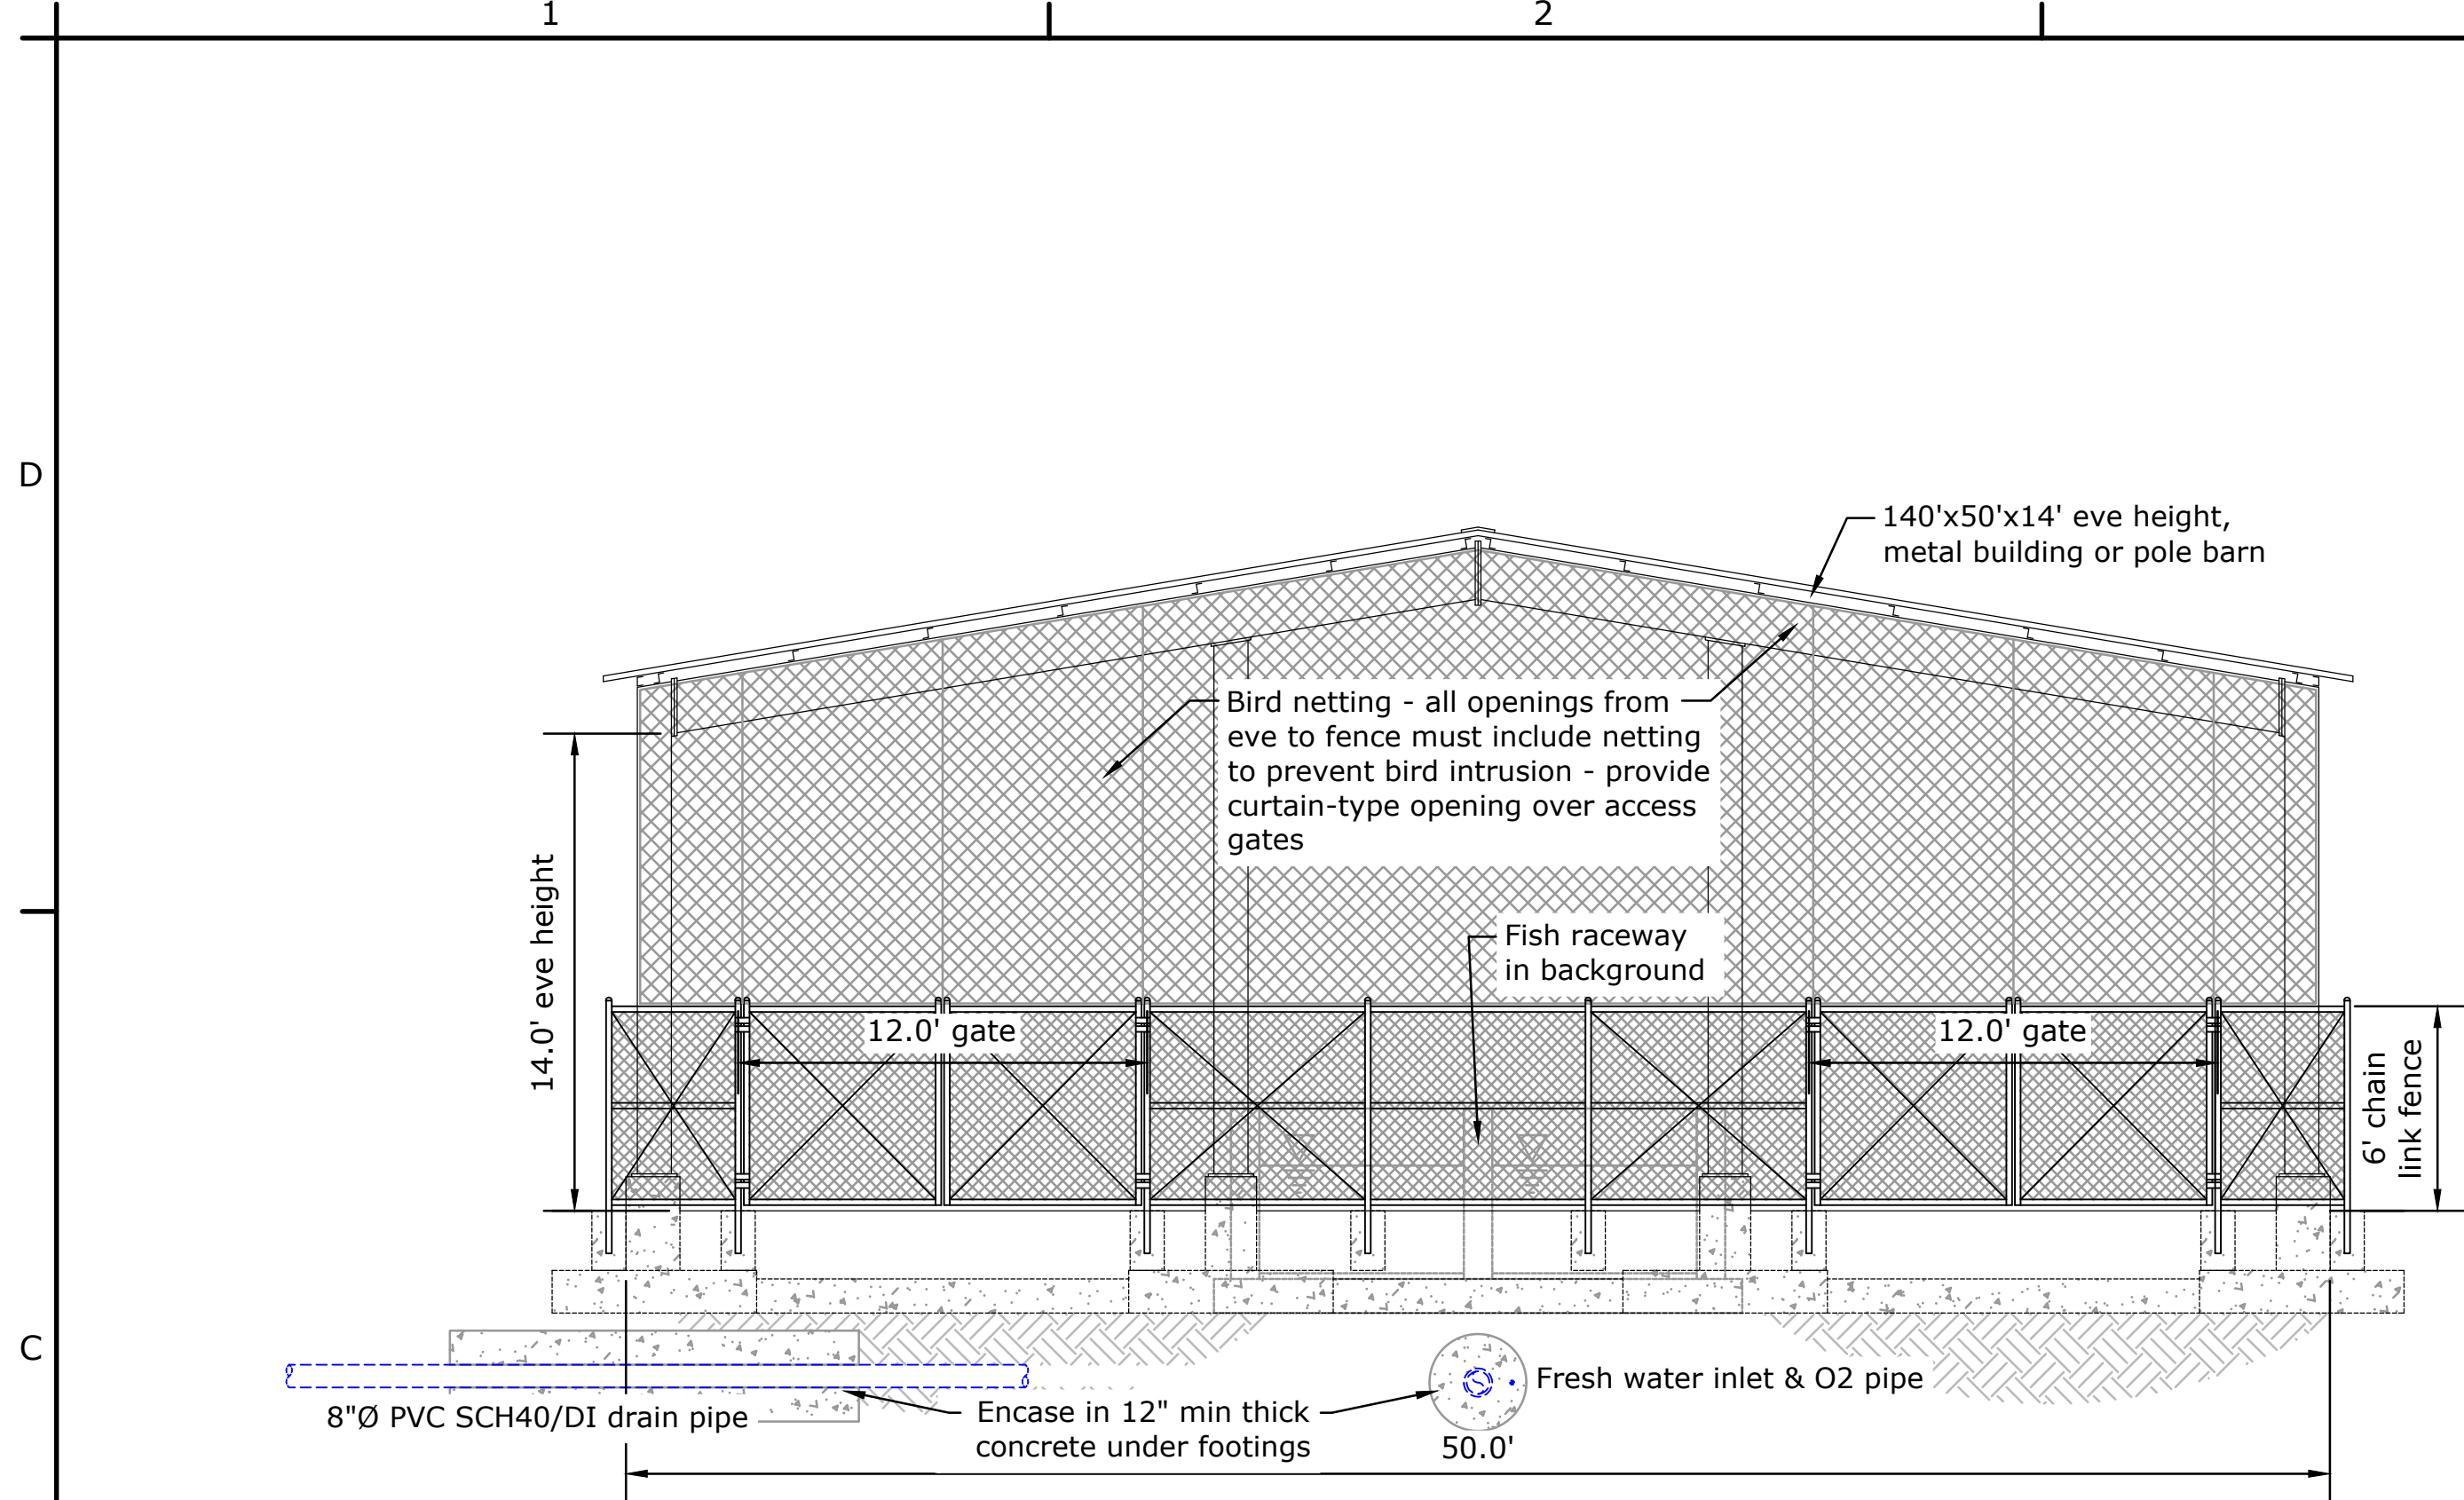 1
2
D
140'x50'x14' eve height,
metal building or pole barn
Bird netting - all openings from
eve to fence must include netting
to prevent bird intrusion - provide
curtain-type opening over access
gates
14.0' eve height
Fish raceway
in background
12.0' gate
12.0' gate
6' chain
link fence
C
Fresh water inlet & O2 pipe
8"Ø PVC SCH40/DI drain pipe
Encase in 12" min thick
concrete under footings
50.0'